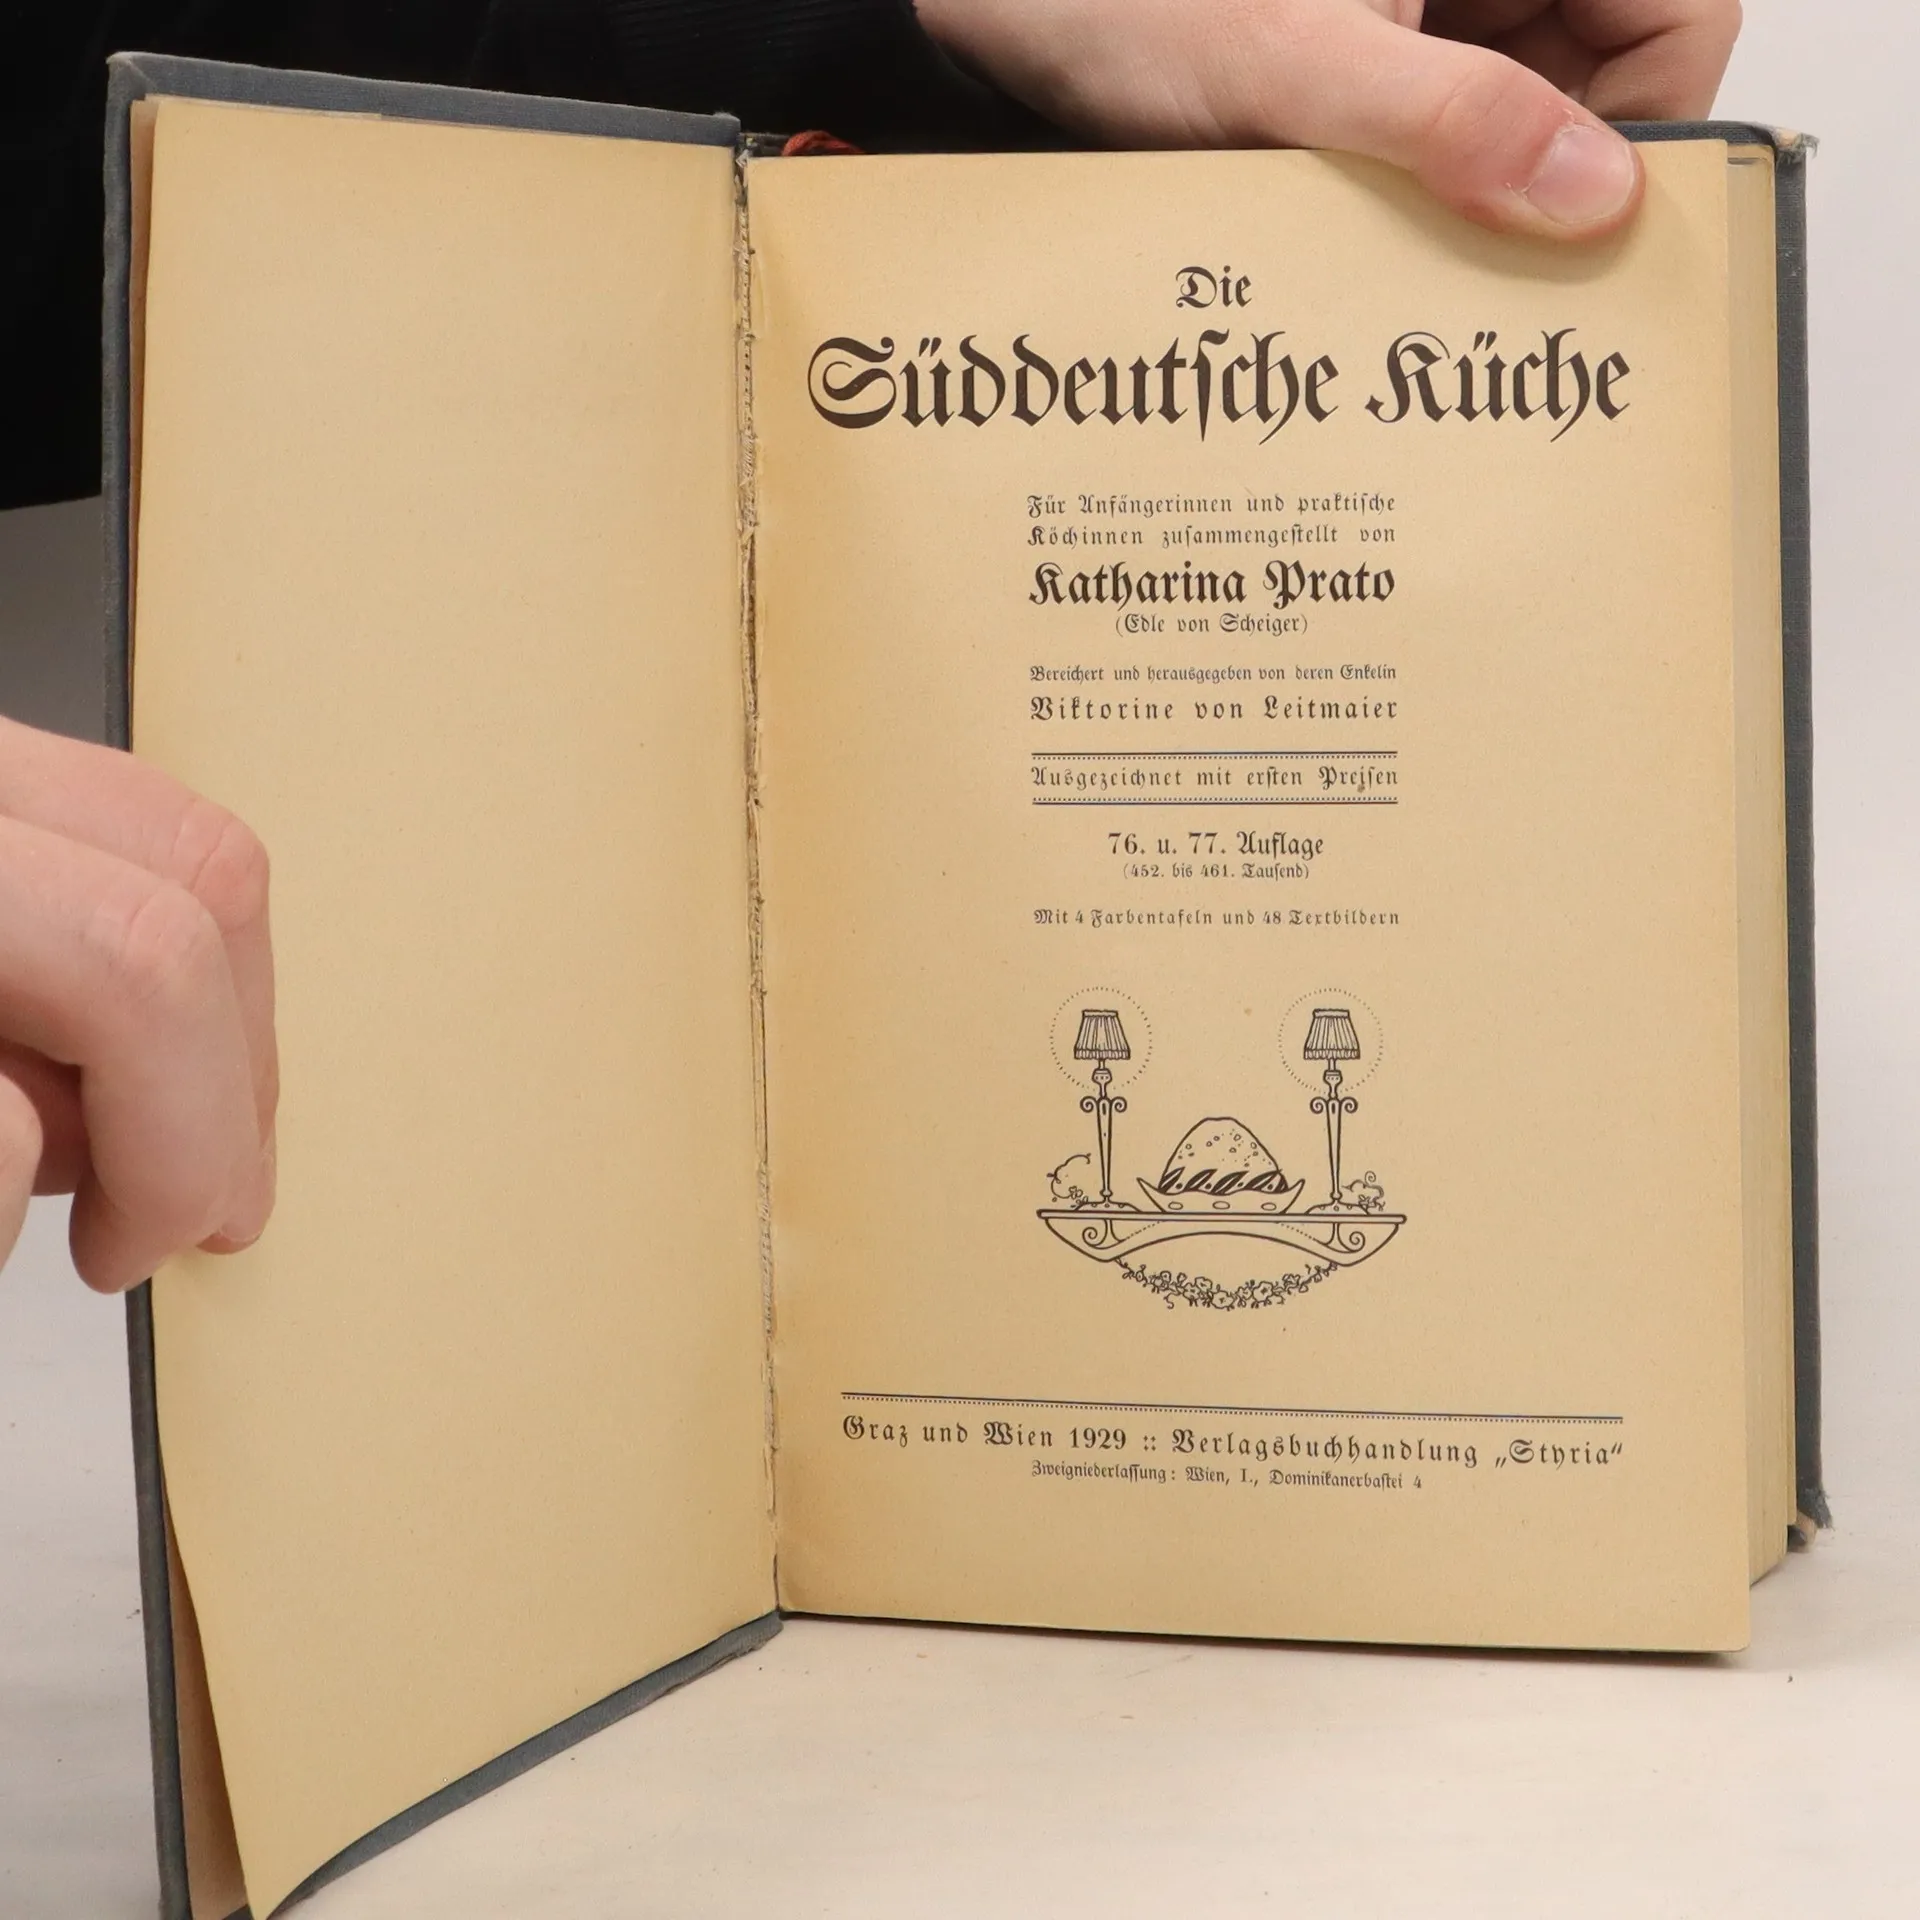 Die
Süddeutſche Küche
Für Anfängerinnen und praktiſche
Köchinnen zuſammengeſtellt von
Katharina Prato
(Edle von Scheiger)
Bereichert und herausgegeben von deren Enkelin
Viktorine von Leitmaier
Ausgezeichnet mit erſten Preiſen
76. u. 77. Auflage
(452. bis 461. Tauſend)
Mit 4 Farbentafeln und 48 Textbildern
Graz und Wien 1929 :: Verlagsbuchhandlung „Styria“
Zweigniederlaſſung: Wien, I., Dominikanerbaſtei 4